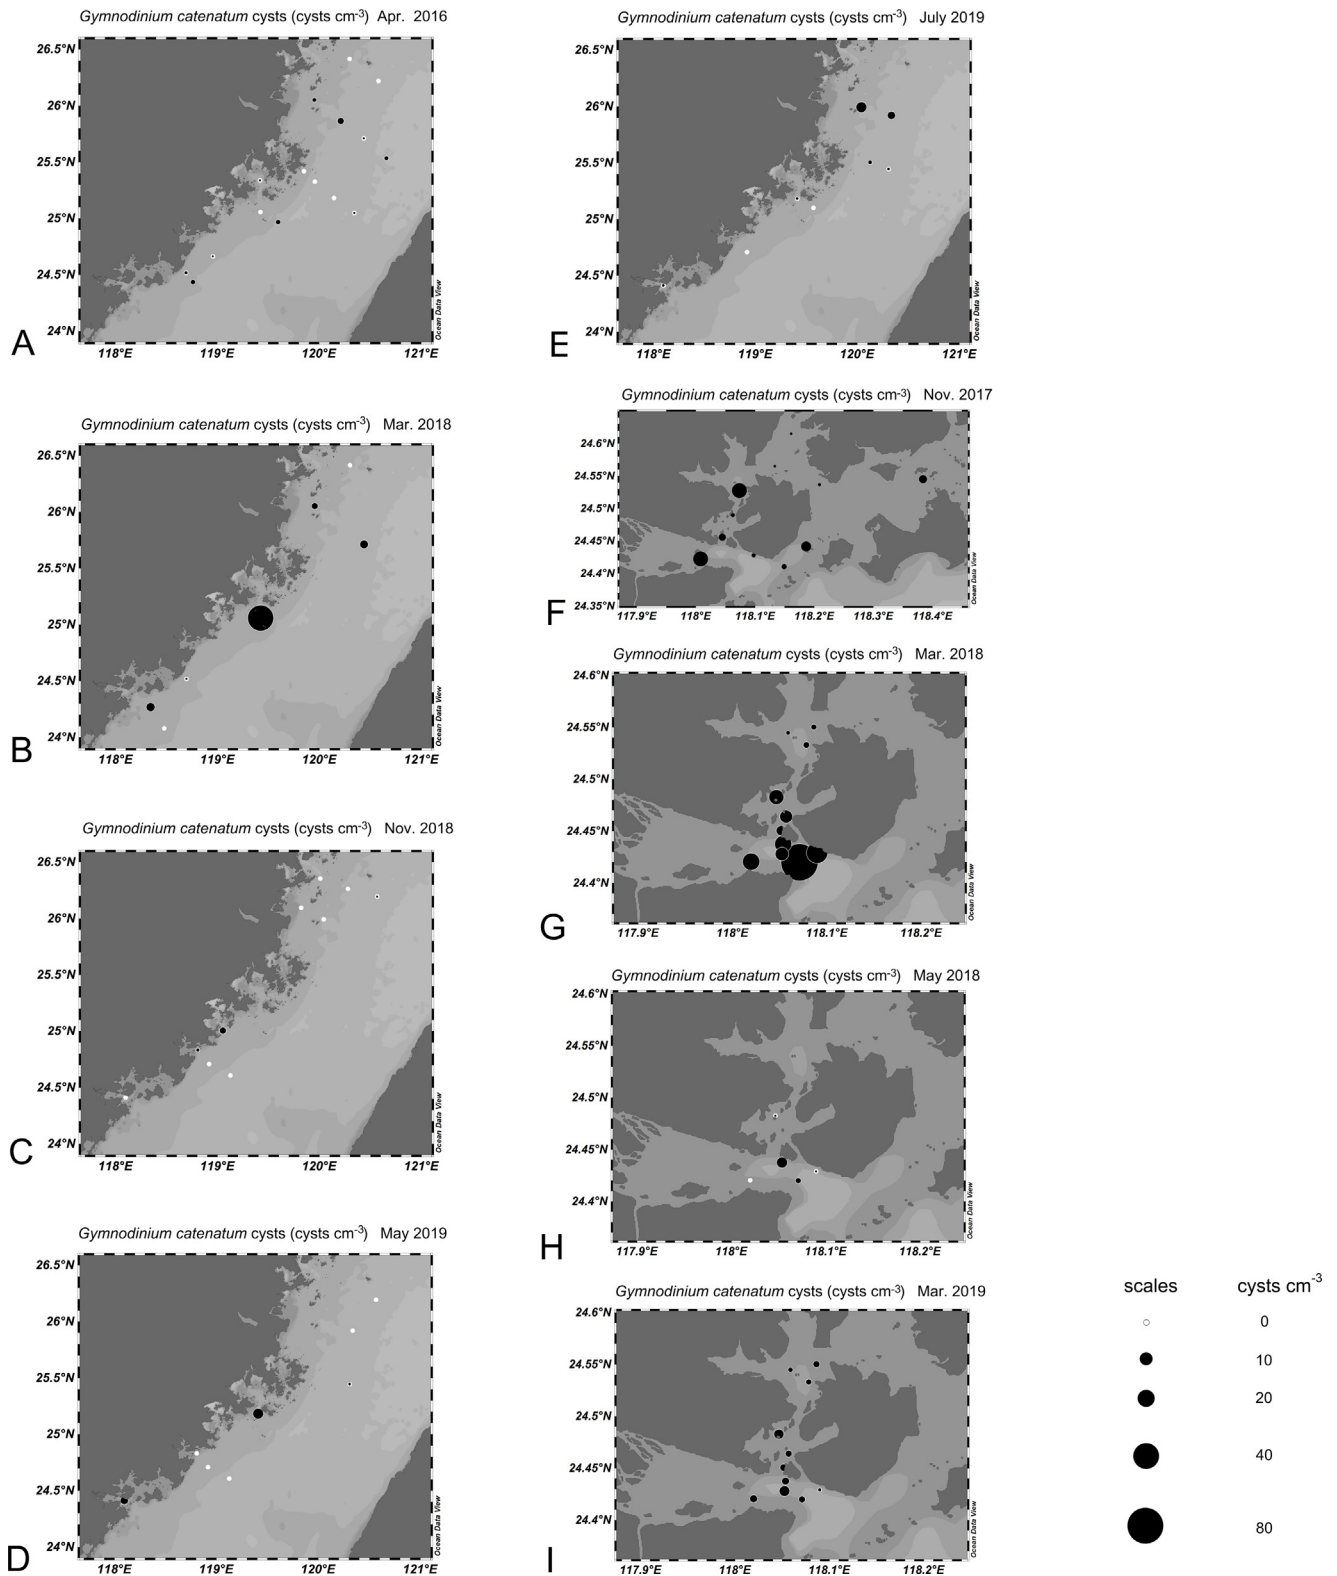 Gymnodinium catenatum cysts (cysts cm-3) Apr. 2016
26.5°N
26°N
25.5°N
25°N
24.5°N
24°N
118°E 119°E 120°E 121°E
Ocean Data View
A
Gymnodinium catenatum cysts (cysts cm-3) Mar. 2018
26.5°N
26°N
25.5°N
25°N
24.5°N
24°N
118°E 119°E 120°E 121°E
Ocean Data View
B
Gymnodinium catenatum cysts (cysts cm-3) Nov. 2018
26.5°N
26°N
25.5°N
25°N
24.5°N
24°N
118°E 119°E 120°E 121°E
Ocean Data View
C
Gymnodinium catenatum cysts (cysts cm-3) May 2019
26.5°N
26°N
25.5°N
25°N
24.5°N
24°N
118°E 119°E 120°E 121°E
Ocean Data View
D
Gymnodinium catenatum cysts (cysts cm-3) July 2019
26.5°N
26°N
25.5°N
25°N
24.5°N
24°N
118°E 119°E 120°E 121°E
Ocean Data View
E
Gymnodinium catenatum cysts (cysts cm-3) Nov. 2017
24.6°N
24.55°N
24.5°N
24.45°N
24.4°N
24.35°N
117.9°E 118°E 118.1°E 118.2°E 118.3°E 118.4°E
Ocean Data View
F
Gymnodinium catenatum cysts (cysts cm-3) Mar. 2018
24.6°N
24.55°N
24.5°N
24.45°N
24.4°N
117.9°E 118°E 118.1°E 118.2°E
Ocean Data View
G
Gymnodinium catenatum cysts (cysts cm-3) May 2018
24.6°N
24.55°N
24.5°N
24.45°N
24.4°N
117.9°E 118°E 118.1°E 118.2°E
Ocean Data View
H
Gymnodinium catenatum cysts (cysts cm-3) Mar. 2019
24.6°N
24.55°N
24.5°N
24.45°N
24.4°N
117.9°E 118°E 118.1°E 118.2°E
Ocean Data View
I
scales cysts cm-3
0
10
20
40
80